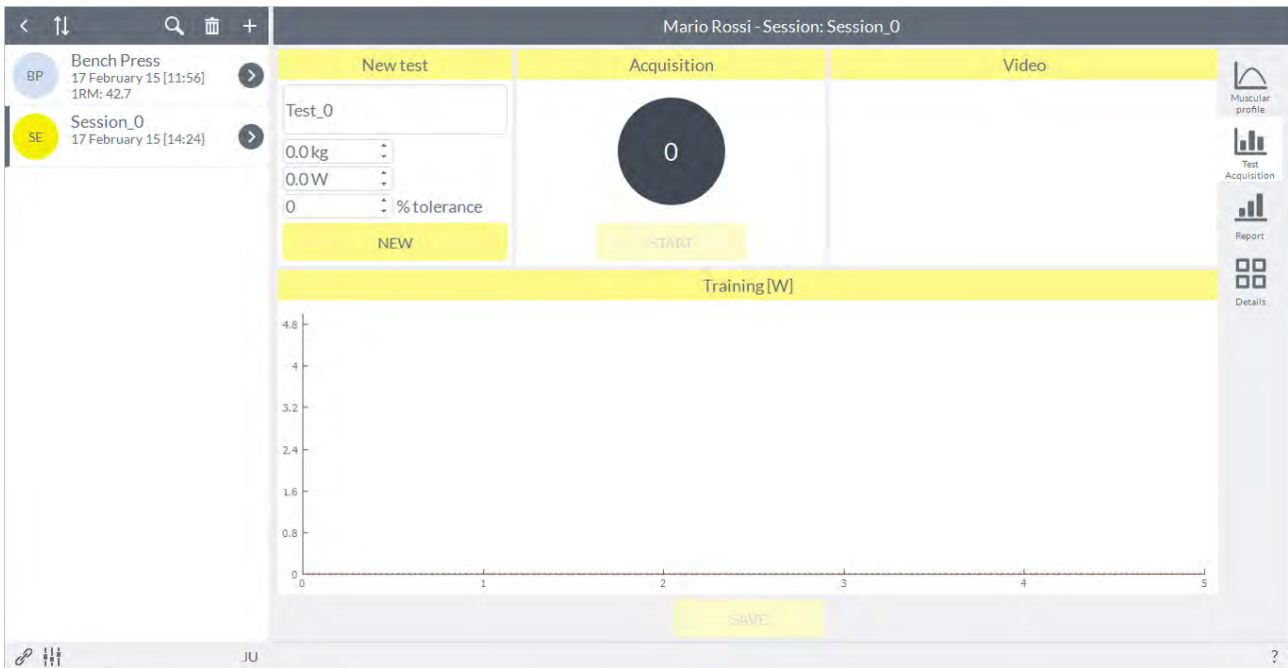 Mario Rossi - Session: Session_0
BP
Bench Press
17 February 15 [11:56]
1RM: 42.7
SE
Session_0
17 February 15 [14:24]
New test
Test_0
0.0 kg
0.0 W
0 % tolerance
NEW
Acquisition
0
START
Video
Training [W]
4.8
4
3.2
2.4
1.6
0.8
0
0 1 2 3 4 5
SAVE
Muscular
profile
Test
Acquisition
Report
Details
JU
?